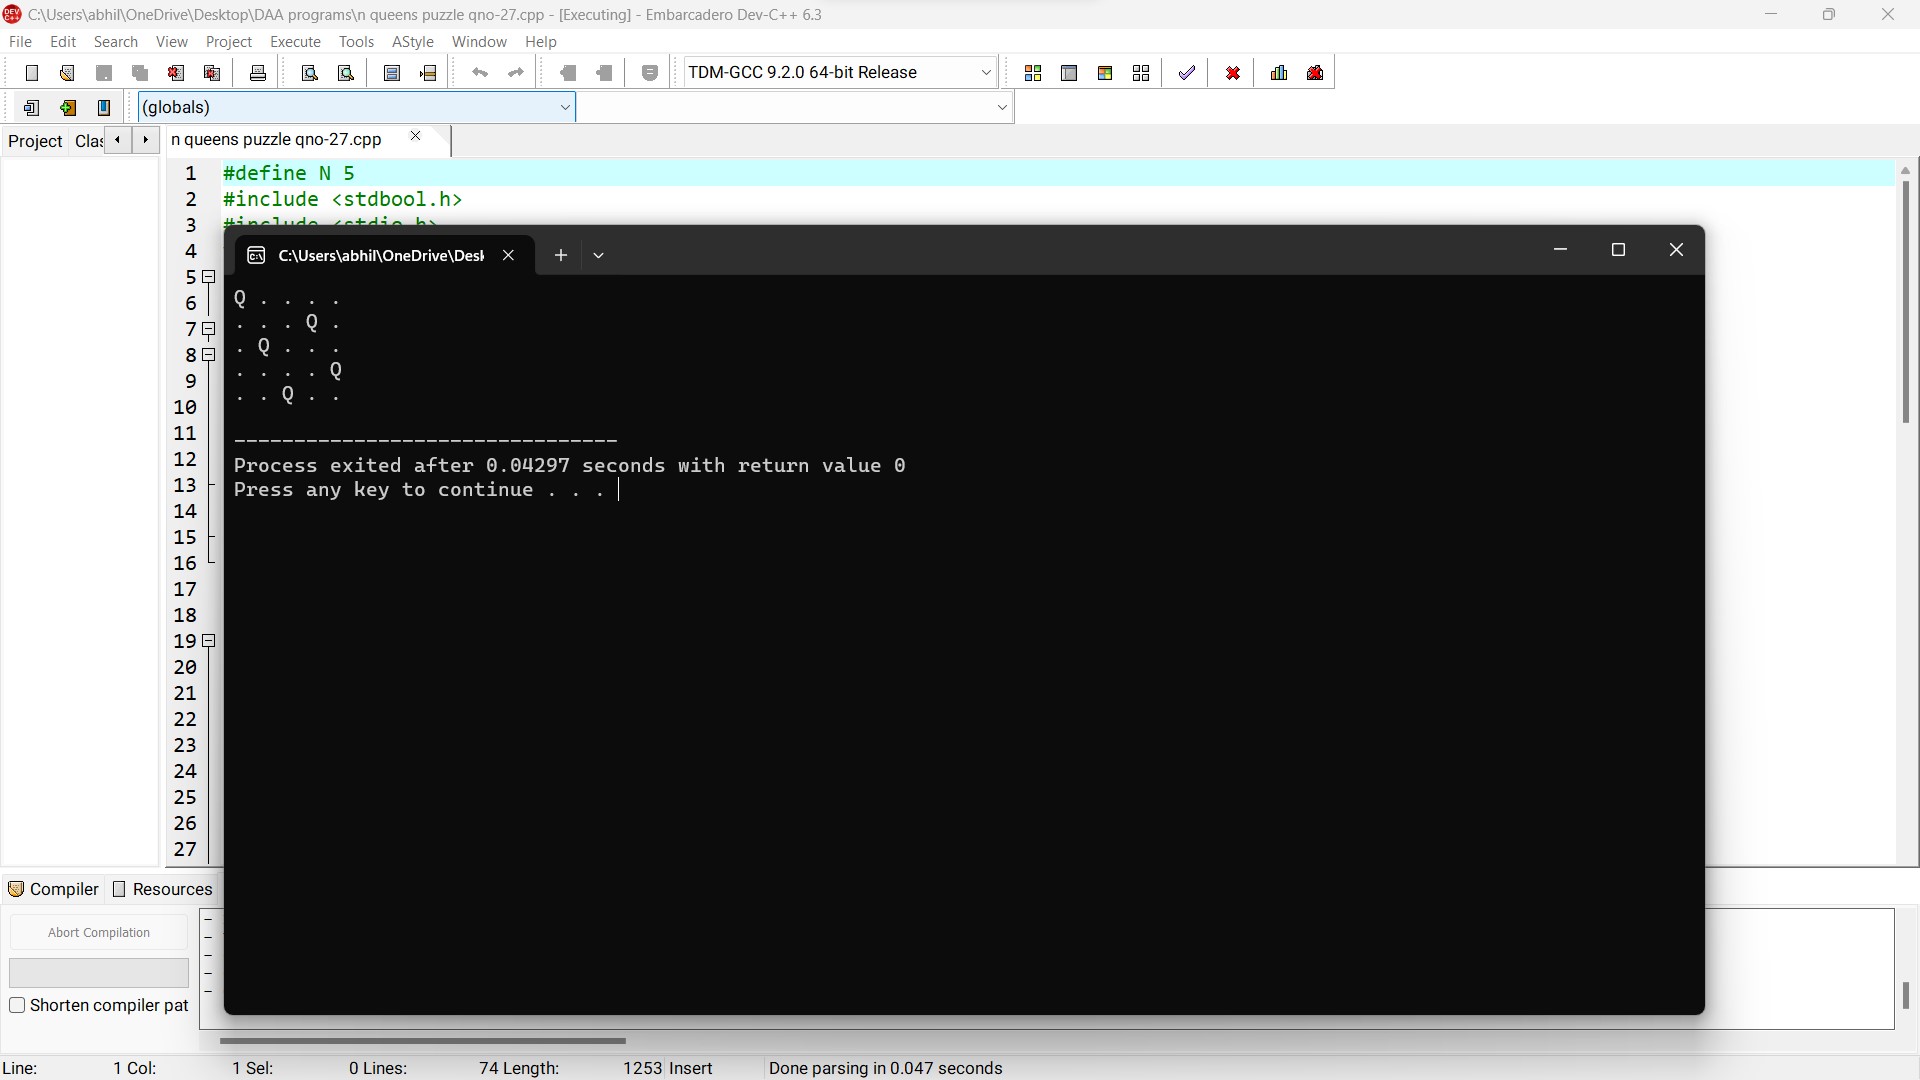 C:\Users\abhil\OneDrive\Desktop\DAA programs\n queens puzzle qno-27.cpp - [Executing] - Embarcadero Dev-C++ 6.3
File Edit Search View Project Execute Tools AStyle Window Help
TDM-GCC 9.2.0 64-bit Release
(globals)
Project Clas n queens puzzle qno-27.cpp
1 #define N 5
2 #include <stdbool.h>
3 #include <stdio.h>
4
5
6
7
8
9
10
11
12
13
14
15
16
17
18
19
20
21
22
23
24
25
26
27
C:\Users\abhil\OneDrive\Desk
Q . . . .
. . . Q .
. Q . . .
. . . . Q
. . Q . .
--------------------------------
Process exited after 0.04297 seconds with return value 0
Press any key to continue . . .
Compiler Resources
Abort Compilation
Shorten compiler pat
Line: 1 Col: 1 Sel: 0 Lines: 74 Length: 1253 Insert Done parsing in 0.047 seconds